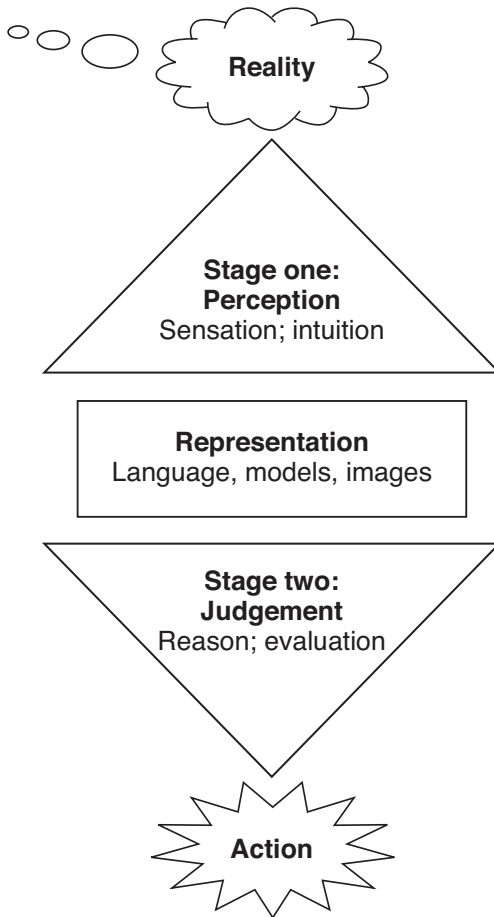 Reality
Stage one:
Perception
Sensation; intuition
Representation
Language, models, images
Stage two:
Judgement
Reason; evaluation
Action